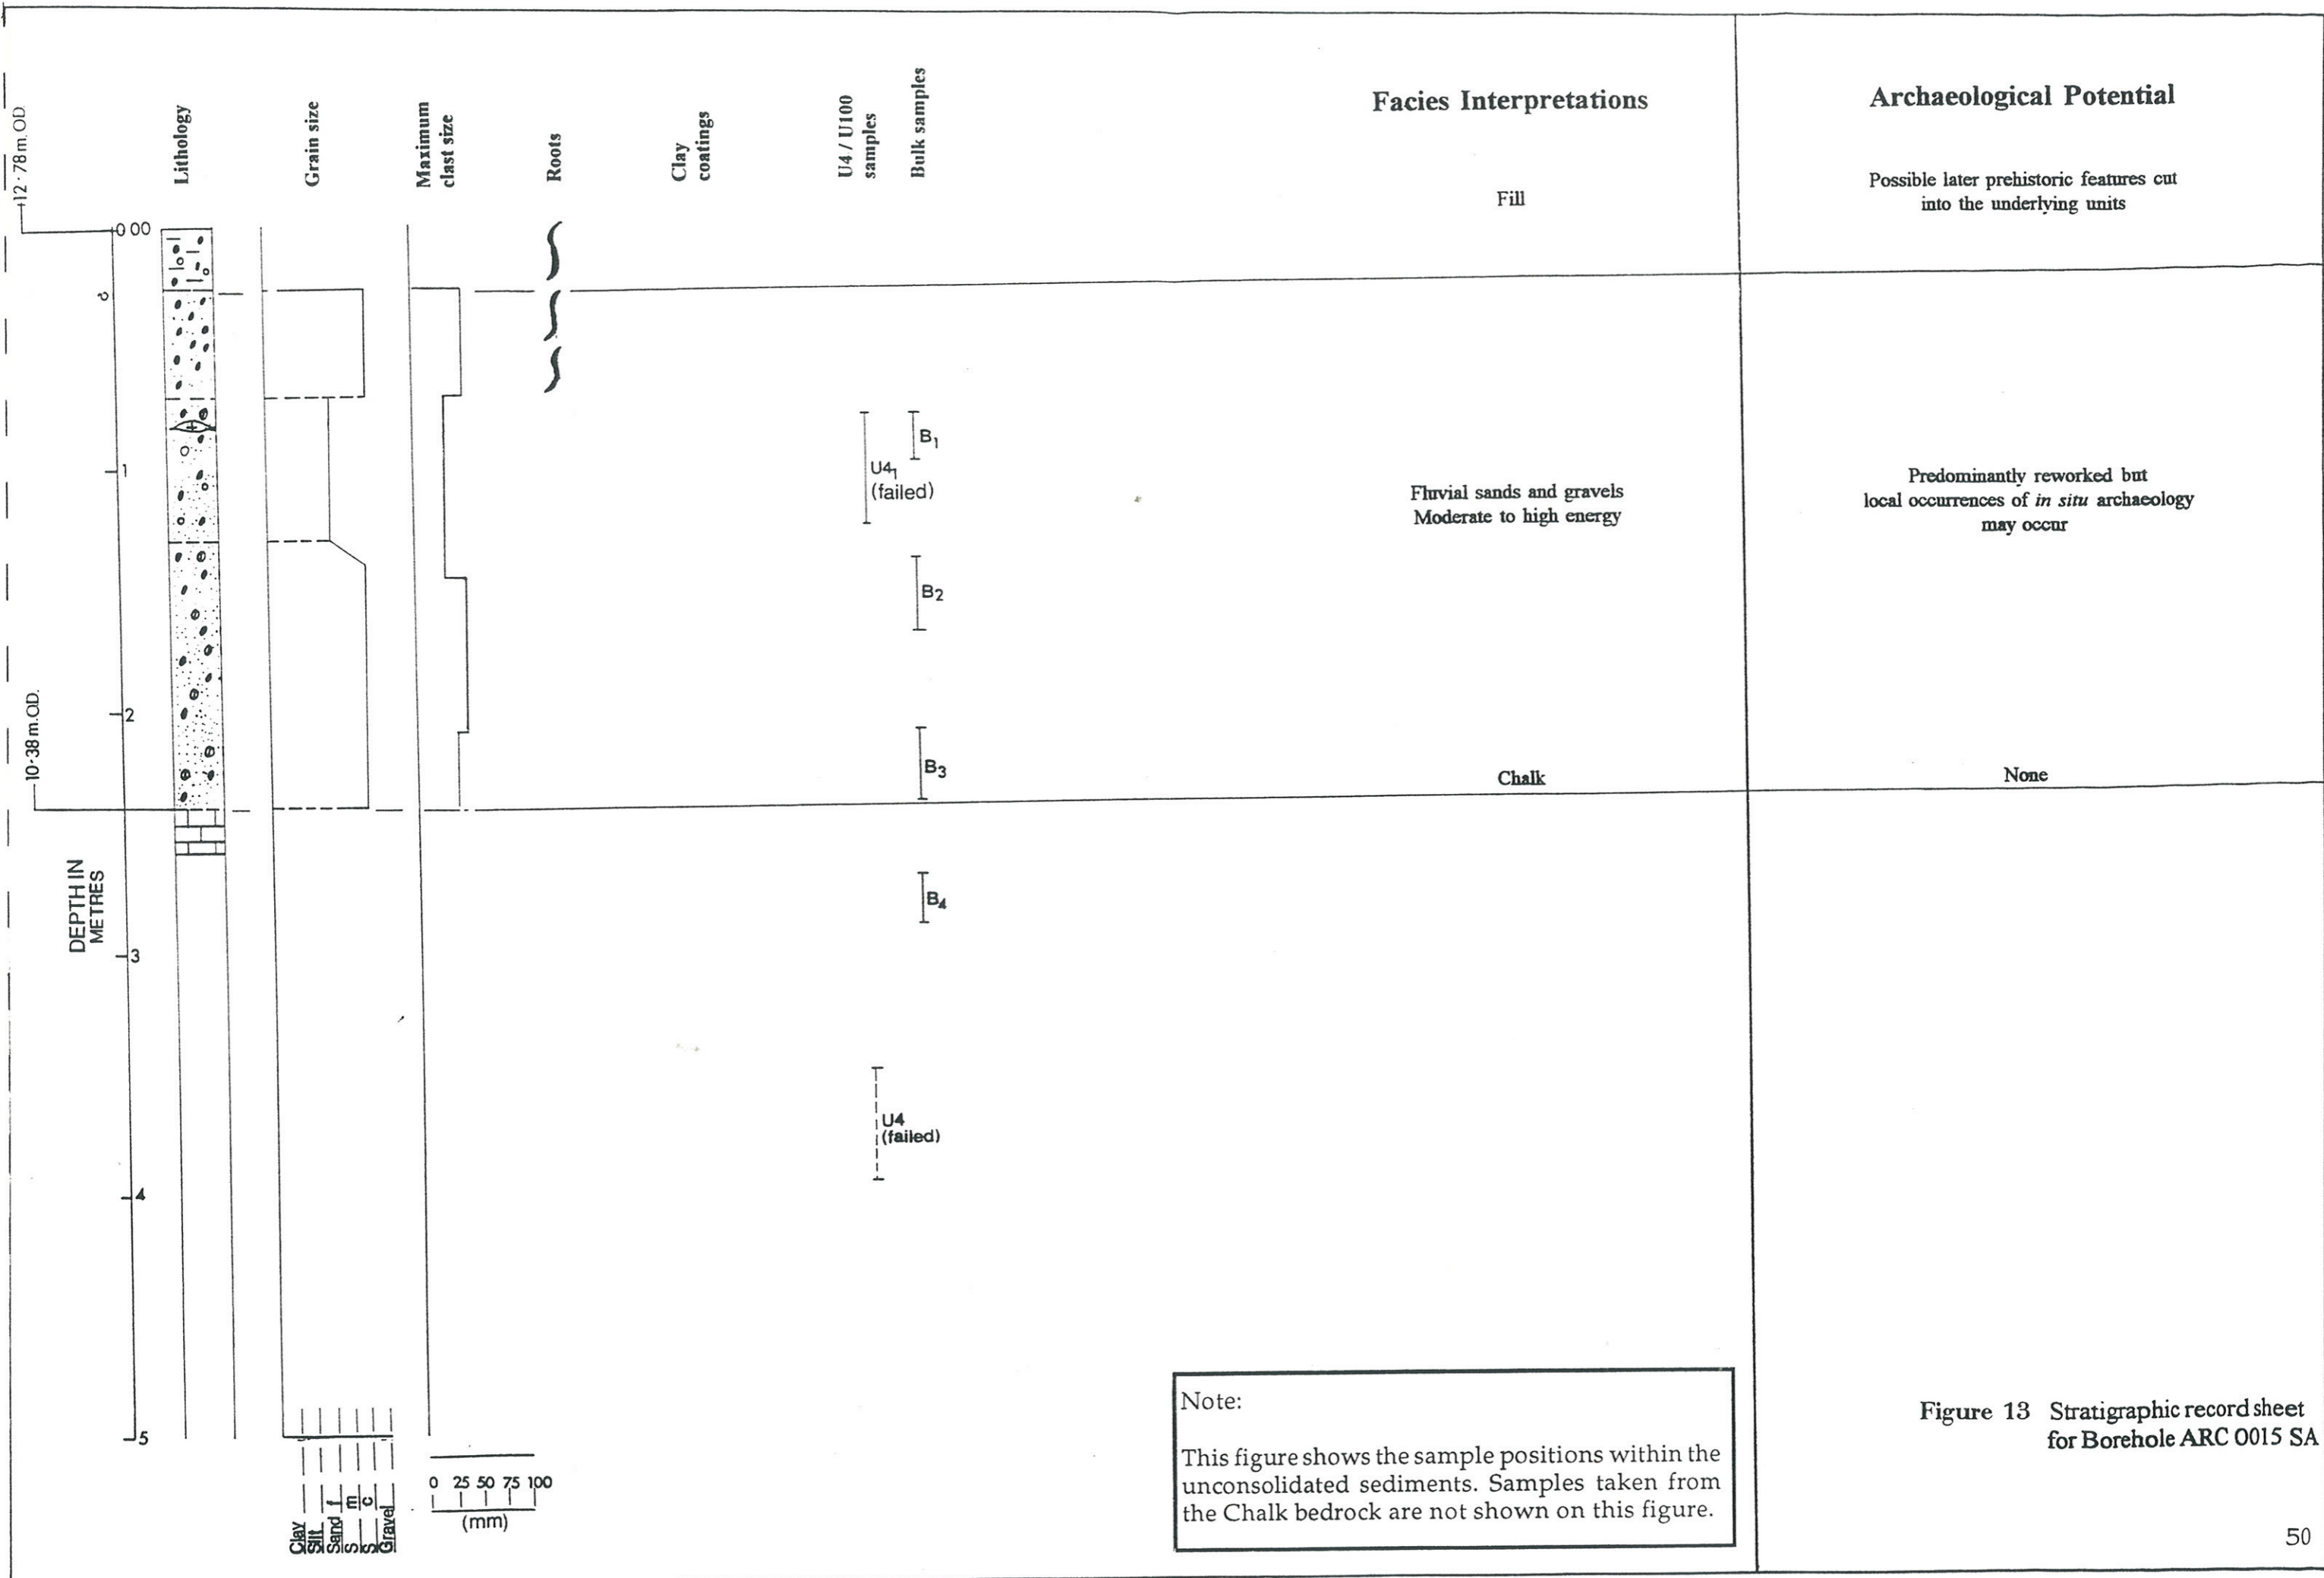 +12·78 m. OD
Lithology
Grain size
Maximum
clast size
Roots
Clay
coatings
U4 / U100
samples
Bulk samples
Facies Interpretations
Archaeological Potential
Fill
Possible later prehistoric features cut
into the underlying units
0 00
B1
U41
(failed)
1
Fluvial sands and gravels
Moderate to high energy
Predominantly reworked but
local occurrences of in situ archaeology
may occur
B2
2
10·38 m.OD.
B3
Chalk
None
DEPTH IN
METRES
B4
3
U4
(failed)
4
5
Clay
Silt
Sand f
S m
S c
Gravel
0 25 50 75 100
(mm)
Note:
This figure shows the sample positions within the
unconsolidated sediments. Samples taken from
the Chalk bedrock are not shown on this figure.
Figure 13 Stratigraphic record sheet
for Borehole ARC 0015 SA
50